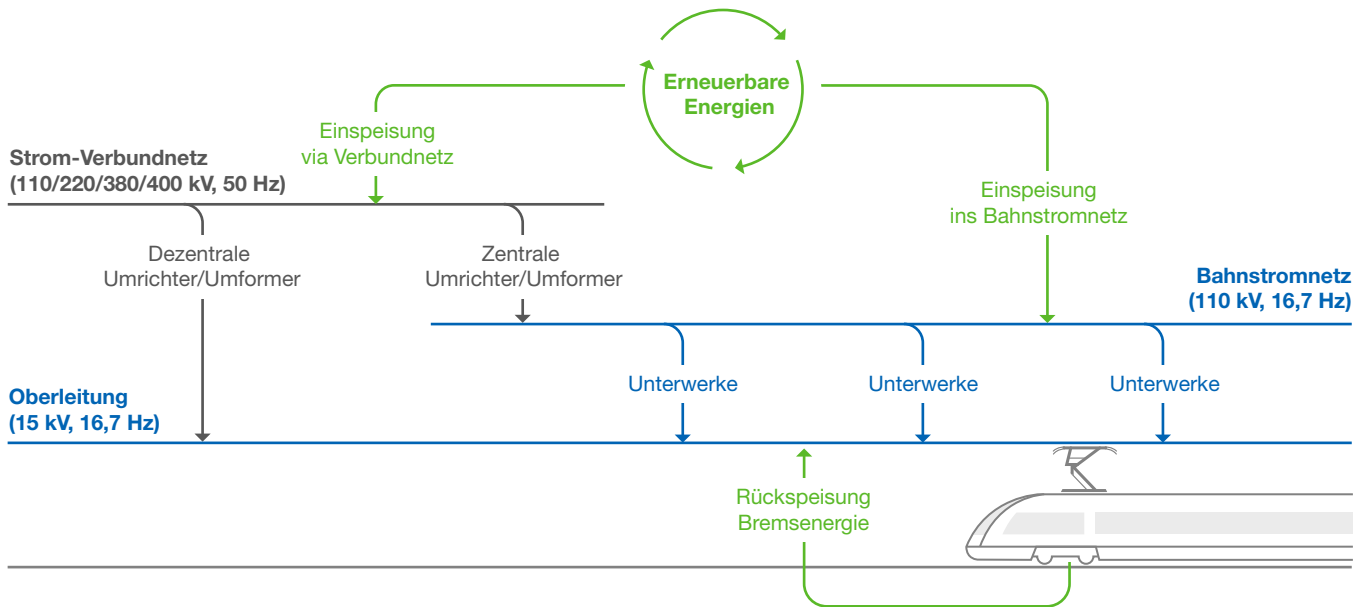 Erneuerbare
Energien
Einspeisung
via Verbundnetz
Strom-Verbundnetz
(110/220/380/400 kV, 50 Hz)
Einspeisung
ins Bahnstromnetz
Dezentrale
Umrichter/Umformer
Zentrale
Umrichter/Umformer
Bahnstromnetz
(110 kV, 16,7 Hz)
Oberleitung
(15 kV, 16,7 Hz)
Unterwerke
Unterwerke
Unterwerke
Rückspeisung
Bremsenergie